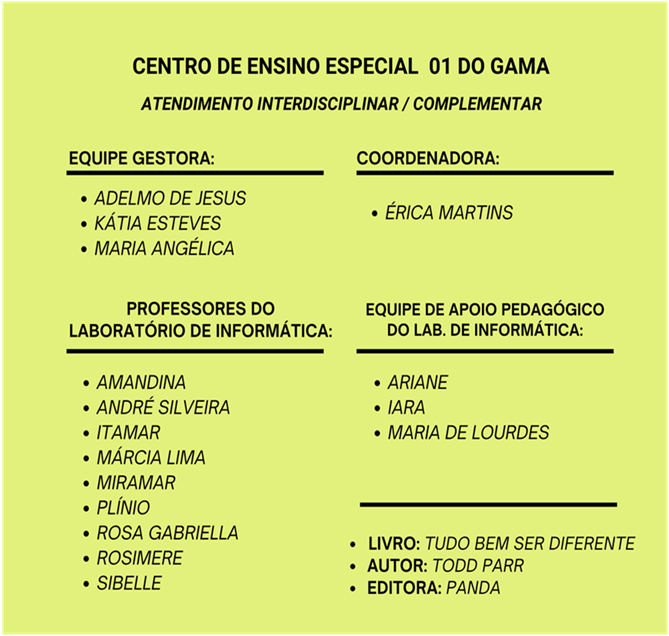 CENTRO DE ENSINO ESPECIAL 01 DO GAMA
ATENDIMENTO INTERDISCIPLINAR / COMPLEMENTAR
EQUIPE GESTORA:
• ADELMO DE JESUS
• KÁTIA ESTEVES
• MARIA ANGÉLICA
COORDENADORA:
• ÉRICA MARTINS
PROFESSORES DO
LABORATÓRIO DE INFORMÁTICA:
• AMANDINA
• ANDRÉ SILVEIRA
• ITAMAR
• MÁRCIA LIMA
• MIRAMAR
• PLÍNIO
• ROSA GABRIELLA
• ROSIMERE
• SIBELLE
EQUIPE DE APOIO PEDAGÓGICO
DO LAB. DE INFORMÁTICA:
• ARIANE
• IARA
• MARIA DE LOURDES
• LIVRO: TUDO BEM SER DIFERENTE
• AUTOR: TODD PARR
• EDITORA: PANDA